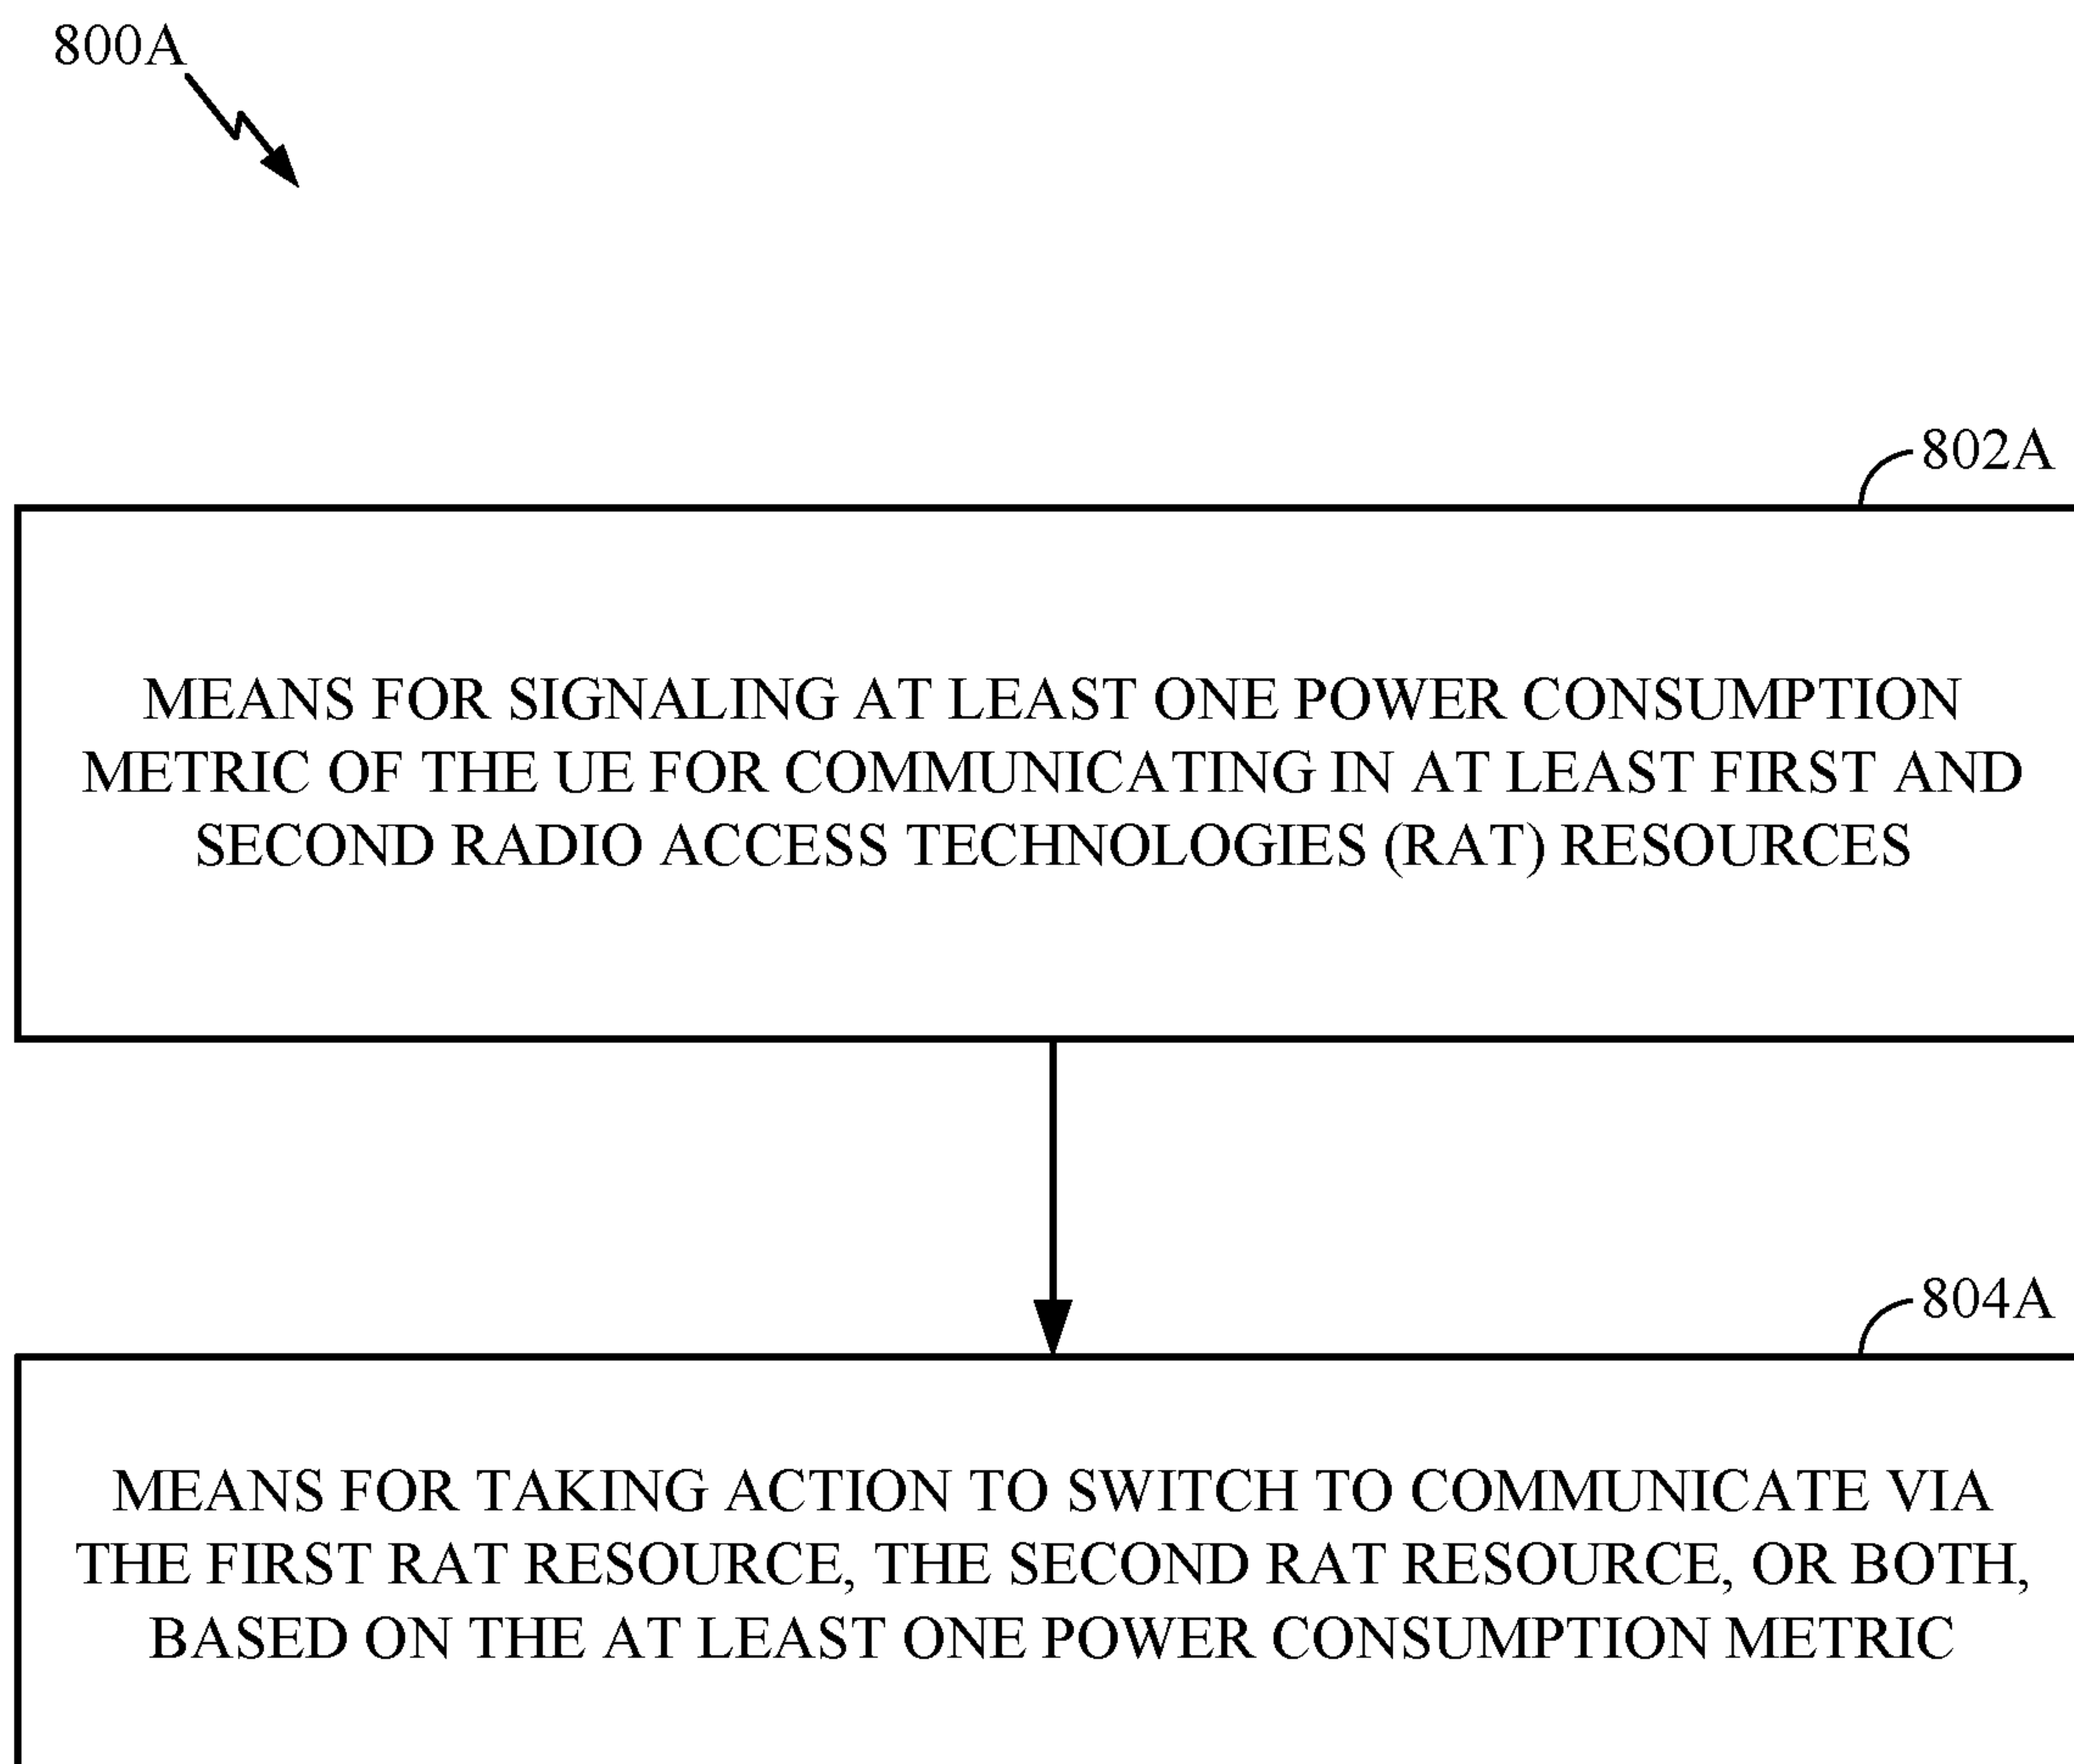 800A
802A
MEANS FOR SIGNALING AT LEAST ONE POWER CONSUMPTION
METRIC OF THE UE FOR COMMUNICATING IN AT LEAST FIRST AND
SECOND RADIO ACCESS TECHNOLOGIES (RAT) RESOURCES
804A
MEANS FOR TAKING ACTION TO SWITCH TO COMMUNICATE VIA
THE FIRST RAT RESOURCE, THE SECOND RAT RESOURCE, OR BOTH,
BASED ON THE AT LEAST ONE POWER CONSUMPTION METRIC